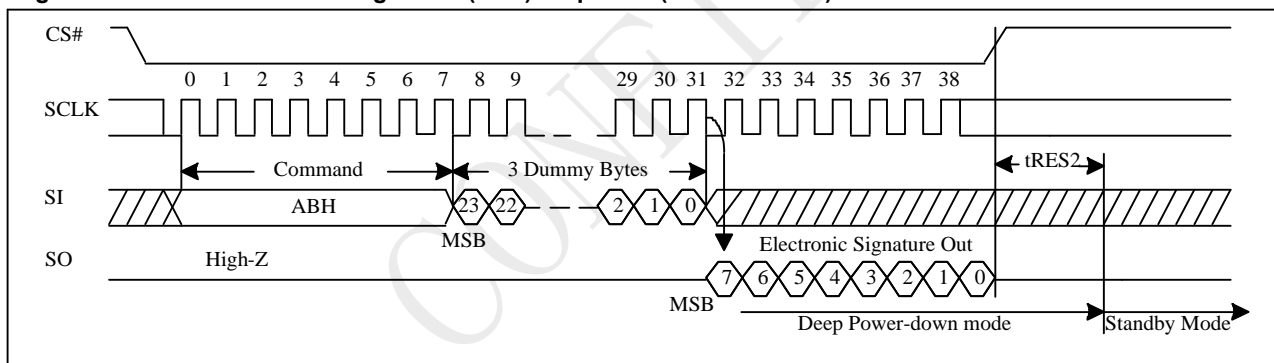 CS#
0 1 2 3 4 5 6 7 8 9 29 30 31 32 33 34 35 36 37 38
SCLK
Command 3 Dummy Bytes tRES2
SI ABH 23 22 2 1 0
MSB Electronic Signature Out
SO High-Z
7 6 5 4 3 2 1 0
MSB
Deep Power-down mode Standby Mode